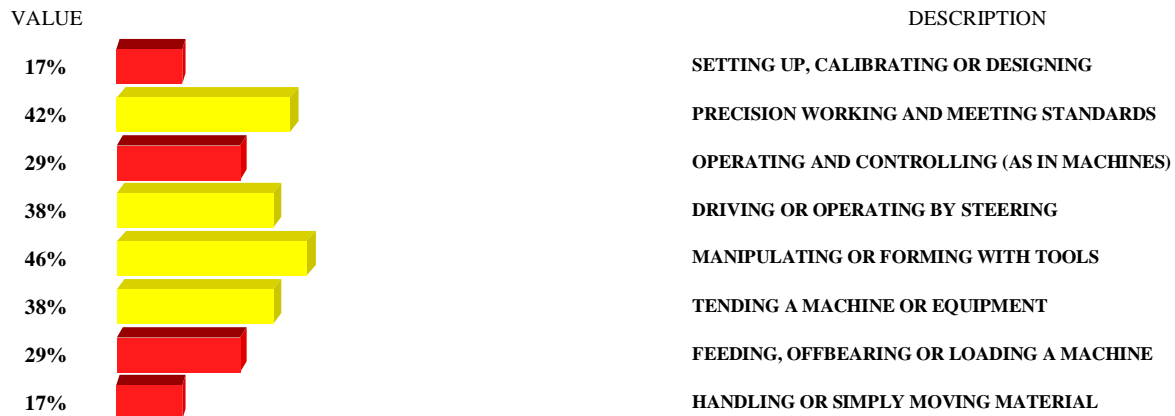 VALUE DESCRIPTION
17% SETTING UP, CALIBRATING OR DESIGNING
42% PRECISION WORKING AND MEETING STANDARDS
29% OPERATING AND CONTROLLING (AS IN MACHINES)
38% DRIVING OR OPERATING BY STEERING
46% MANIPULATING OR FORMING WITH TOOLS
38% TENDING A MACHINE OR EQUIPMENT
29% FEEDING, OFFBEARING OR LOADING A MACHINE
17% HANDLING OR SIMPLY MOVING MATERIAL